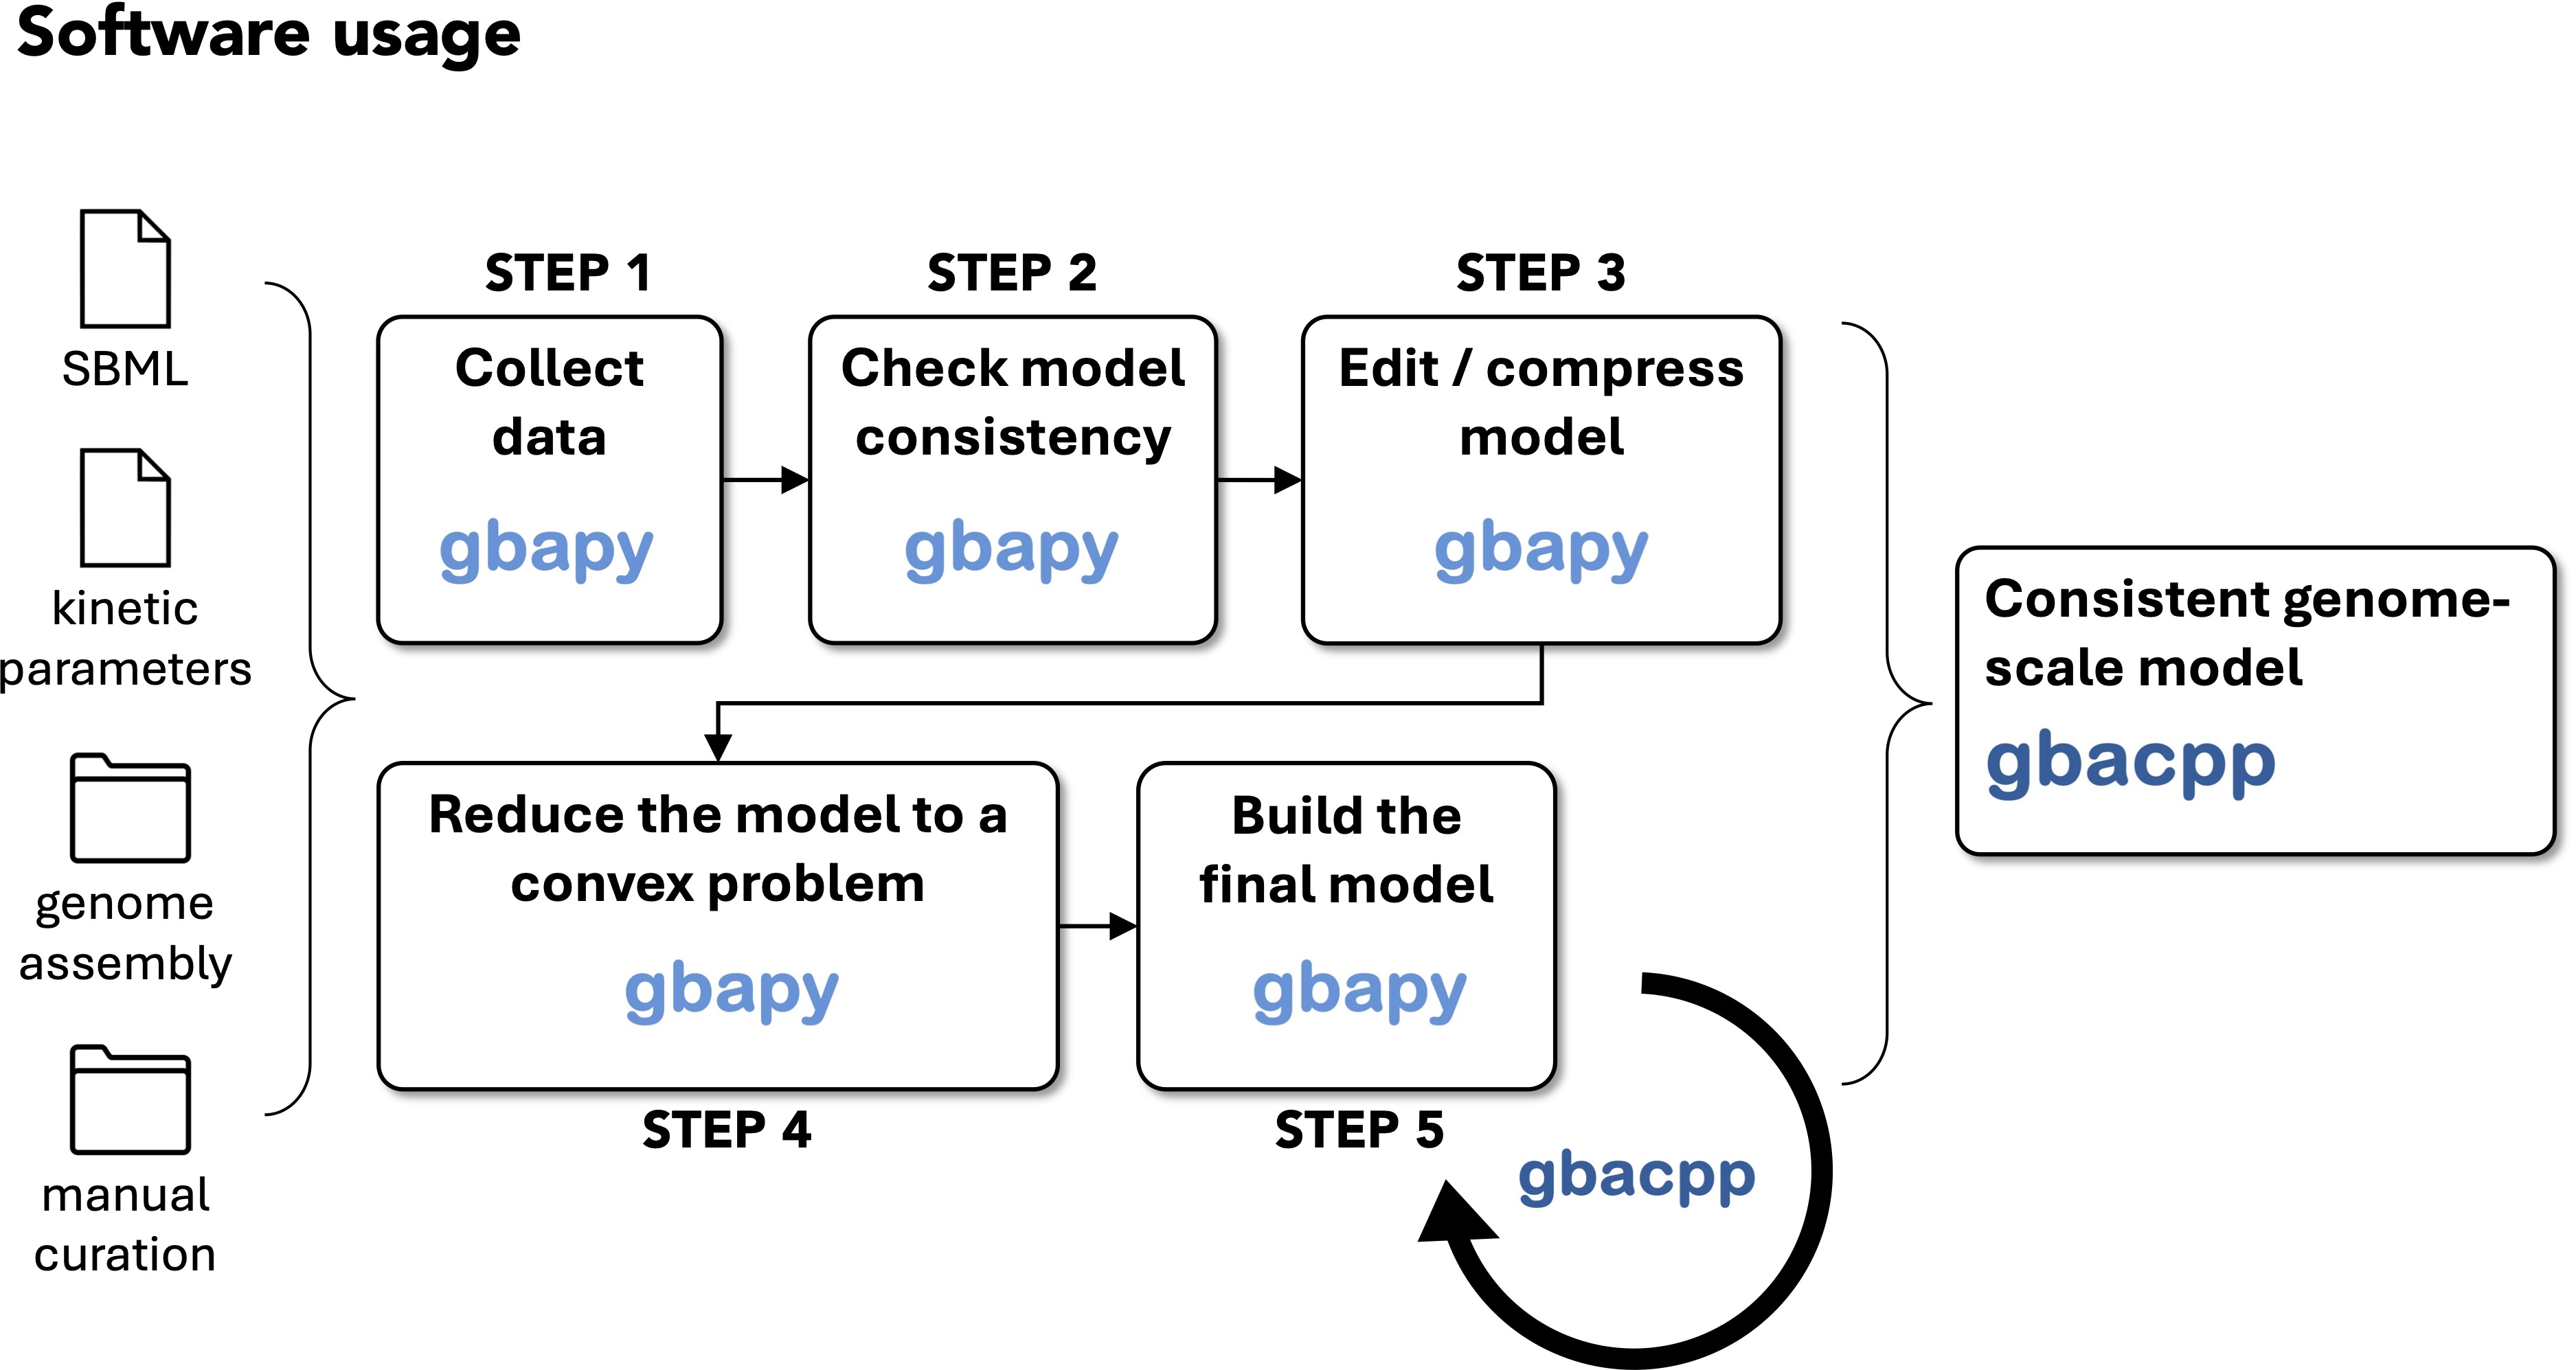 Software usage
SBML
kinetic
parameters
genome
assembly
manual
curation
STEP 1
Collect
data
gbapy
STEP 2
Check model
consistency
gbapy
STEP 3
Edit / compress
model
gbapy
Reduce the model to a
convex problem
gbapy
STEP 4
Build the
final model
gbapy
STEP 5
gbacpp
Consistent genome-
scale model
gbacpp